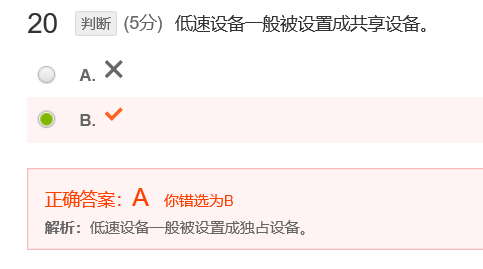 20 判断 (5分) 低速设备一般被设置成共享设备。
A. ✕
B. ✓
正确答案：A 你错选为B
解析：低速设备一般被设置成独占设备。